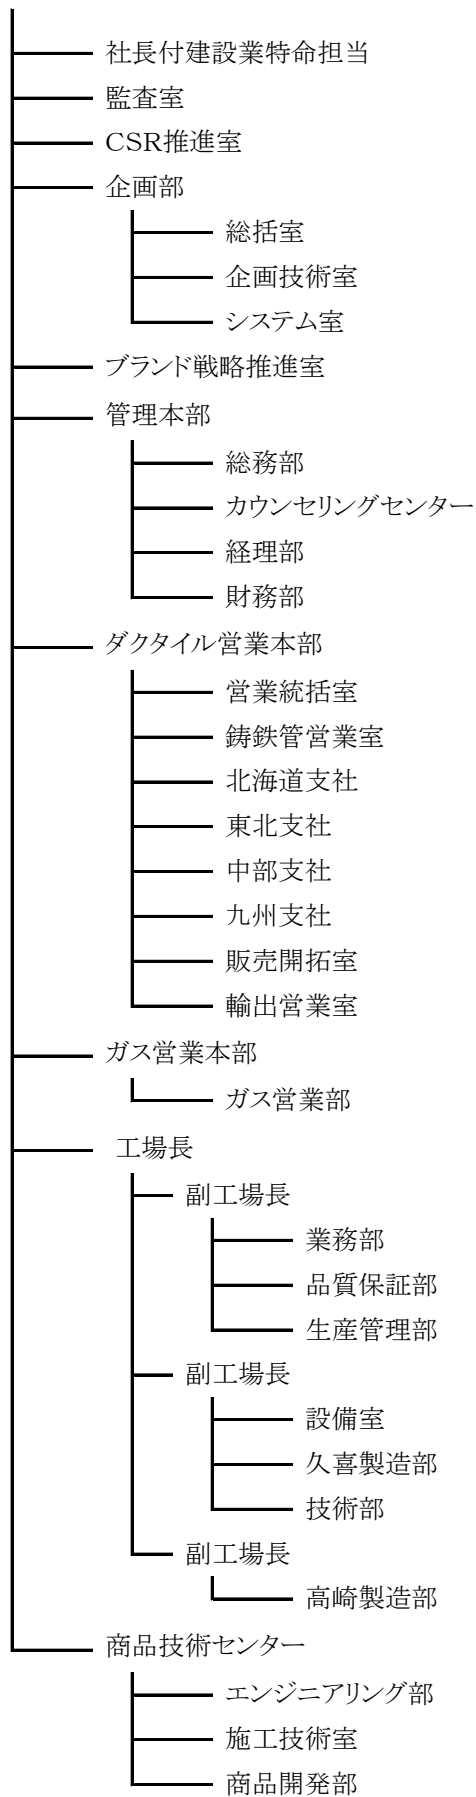 社長付建設業特命担当
監査室
CSR推進室
企画部
総括室
企画技術室
システム室
ブランド戦略推進室
管理本部
総務部
カウンセリングセンター
経理部
財務部
ダクタイル営業本部
営業統括室
鋳鉄管営業室
北海道支社
東北支社
中部支社
九州支社
販売開拓室
輸出営業室
ガス営業本部
ガス営業部
工場長
副工場長
業務部
品質保証部
生産管理部
副工場長
設備室
久喜製造部
技術部
副工場長
高崎製造部
商品技術センター
エンジニアリング部
施工技術室
商品開発部